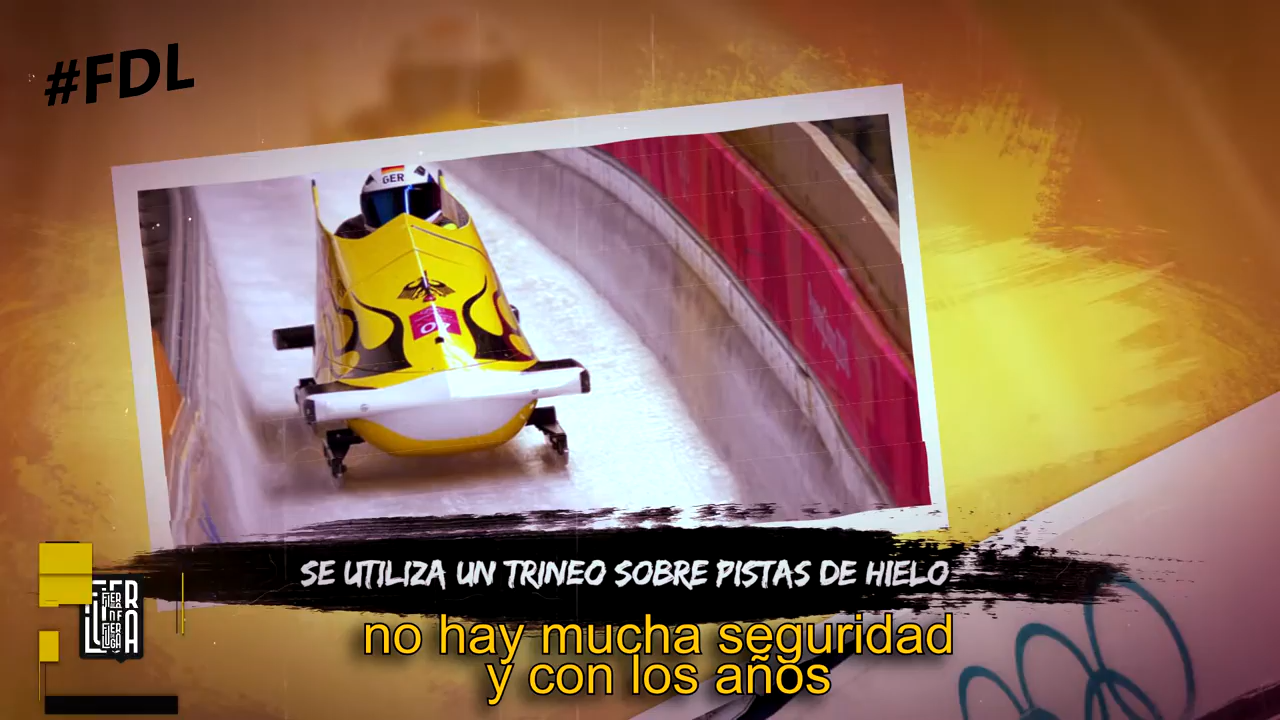 #FDL
GER
SE UTILIZA UN TRINEO SOBRE PISTAS DE HIELO
no hay mucha seguridad
y con los años